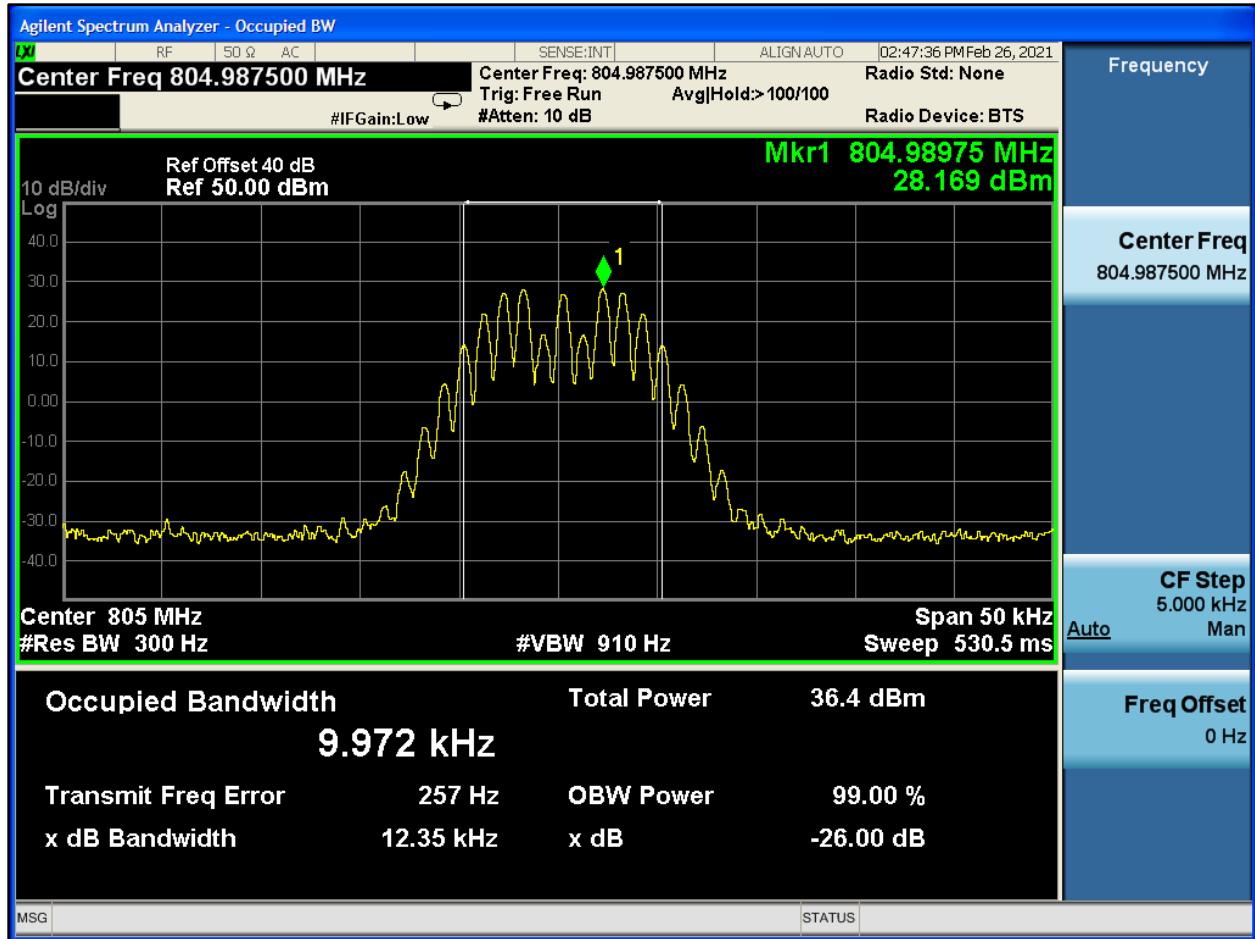 Agilent Spectrum Analyzer - Occupied BW
LXI RF 50 Ω AC SENSE:INT ALIGN AUTO 02:47:36 PM Feb 26, 2021
Center Freq 804.987500 MHz
Center Freq: 804.987500 MHz Radio Std: None
Trig: Free Run Avg|Hold:>100/100
#IFGain:Low #Atten: 10 dB Radio Device: BTS
Mkr1 804.98975 MHz
28.169 dBm
Ref Offset 40 dB
10 dB/div Ref 50.00 dBm
Log
40.0
30.0
20.0
10.0
0.00
-10.0
-20.0
-30.0
-40.0
1
Center 805 MHz Span 50 kHz
#Res BW 300 Hz #VBW 910 Hz Sweep 530.5 ms
Occupied Bandwidth Total Power 36.4 dBm
9.972 kHz
Transmit Freq Error 257 Hz OBW Power 99.00 %
x dB Bandwidth 12.35 kHz x dB -26.00 dB
Frequency
Center Freq
804.987500 MHz
CF Step
5.000 kHz
Auto Man
Freq Offset
0 Hz
MSG STATUS